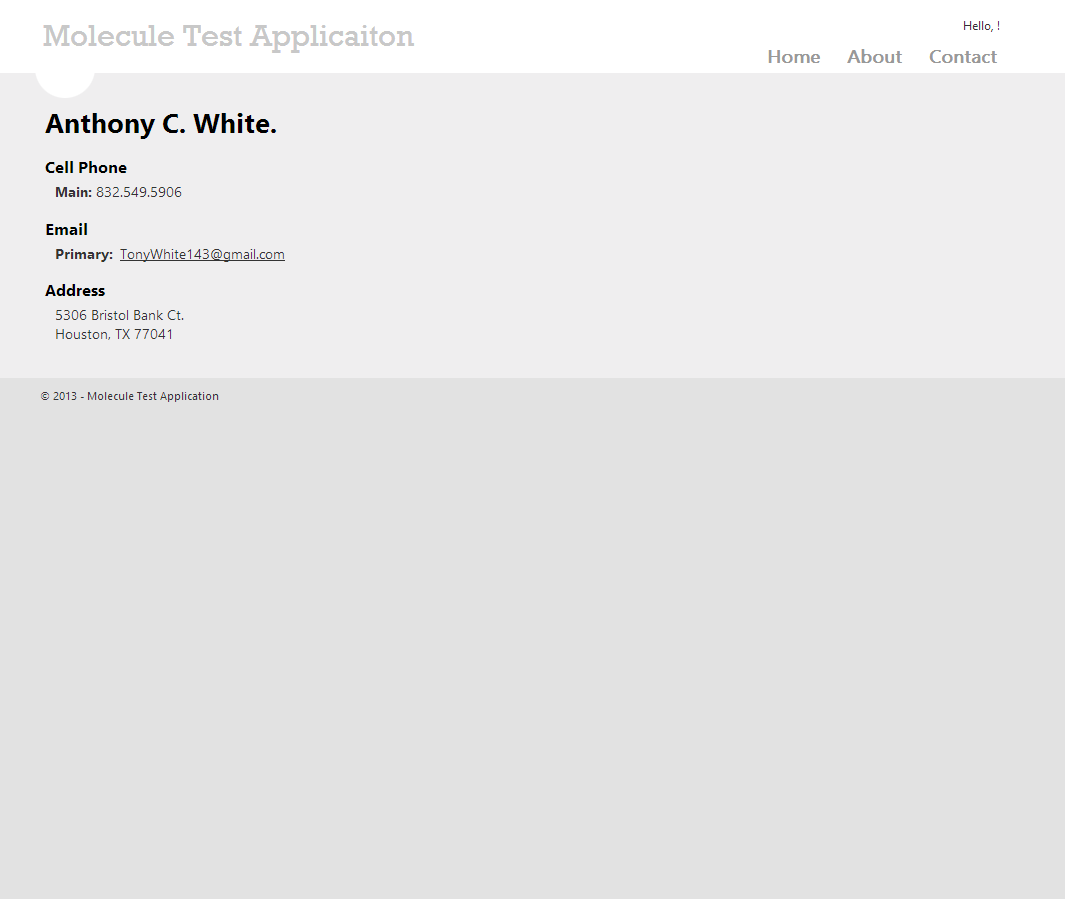 Molecule Test Applicaiton
Hello, !
Home About Contact
Anthony C. White.
Cell Phone
Main: 832.549.5906
Email
Primary: TonyWhite143@gmail.com
Address
5306 Bristol Bank Ct.
Houston, TX 77041
© 2013 - Molecule Test Application